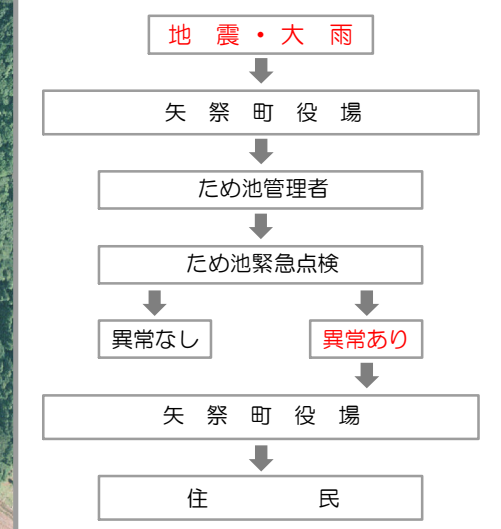 地 震・大 雨
矢 祭 町 役 場
ため池管理者
ため池緊急点検
異常なし 異常あり
矢 祭 町 役 場
住 民